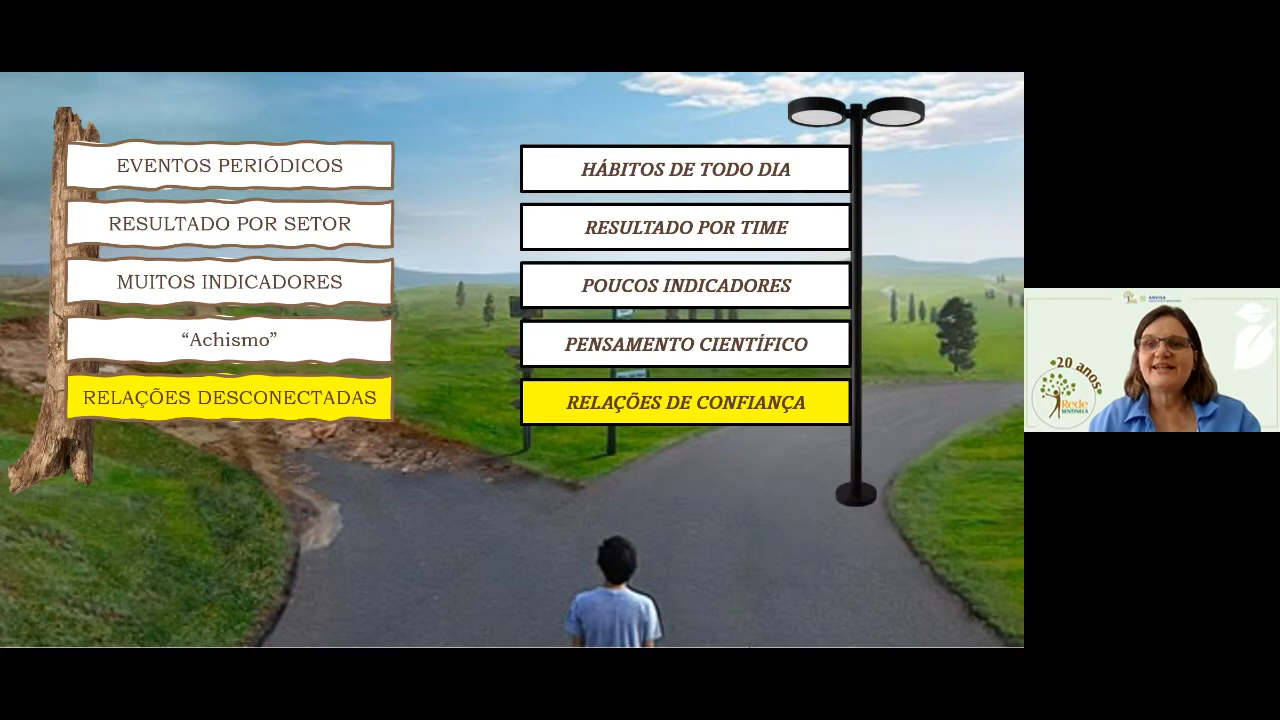 EVENTOS PERIÓDICOS
RESULTADO POR SETOR
MUITOS INDICADORES
“Achismo”
RELAÇÕES DESCONECTADAS
HÁBITOS DE TODO DIA
RESULTADO POR TIME
POUCOS INDICADORES
PENSAMENTO CIENTÍFICO
RELAÇÕES DE CONFIANÇA
ANVISA
20 anos
Rede
SENTINELA